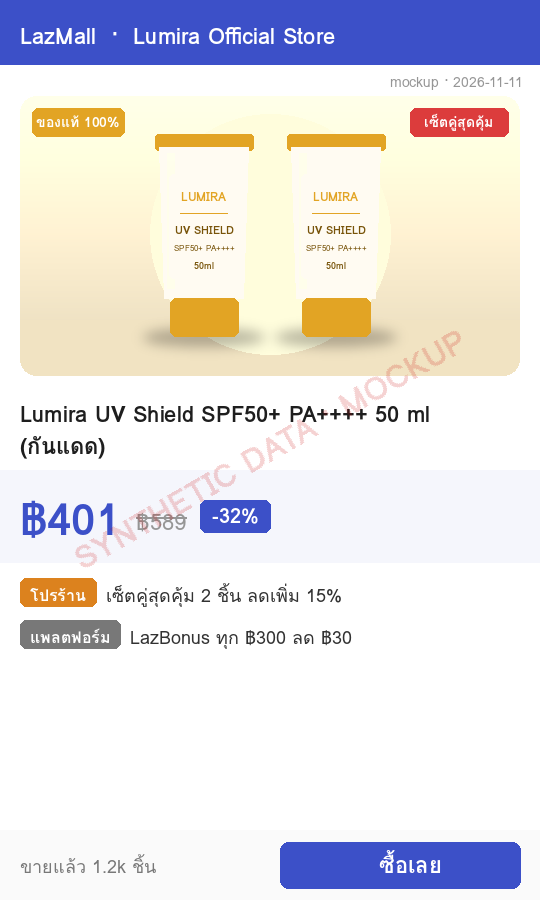 LazMall · Lumira Official Store
mockup · 2026-11-11
ของแท้ 100%
เซ็ตคู่สุดคุ้ม
LUMIRA
UV SHIELD
SPF50+ PA++++
50ml
LUMIRA
UV SHIELD
SPF50+ PA++++
50ml
Lumira UV Shield SPF50+ PA++++ 50 ml
(กันแดด)
฿401 ฿589 -32%
SYNTHETIC DATA · MOCKUP
โปรร้าน เซ็ตคู่สุดคุ้ม 2 ชิ้น ลดเพิ่ม 15%
แพลตฟอร์ม LazBonus ทุก ฿300 ลด ฿30
ขายแล้ว 1.2k ชิ้น
ซื้อเลย